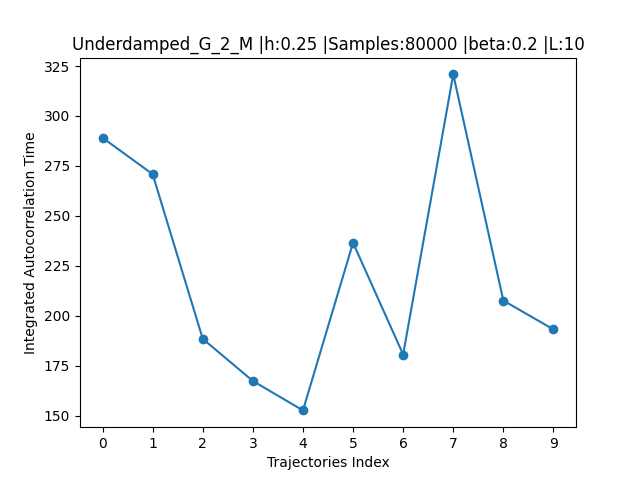 Underdamped_G_2_M |h:0.25 |Samples:80000 |beta:0.2 |L:10
325
300
275
250
225
200
175
150
Integrated Autocorrelation Time
0 1 2 3 4 5 6 7 8 9
Trajectories Index